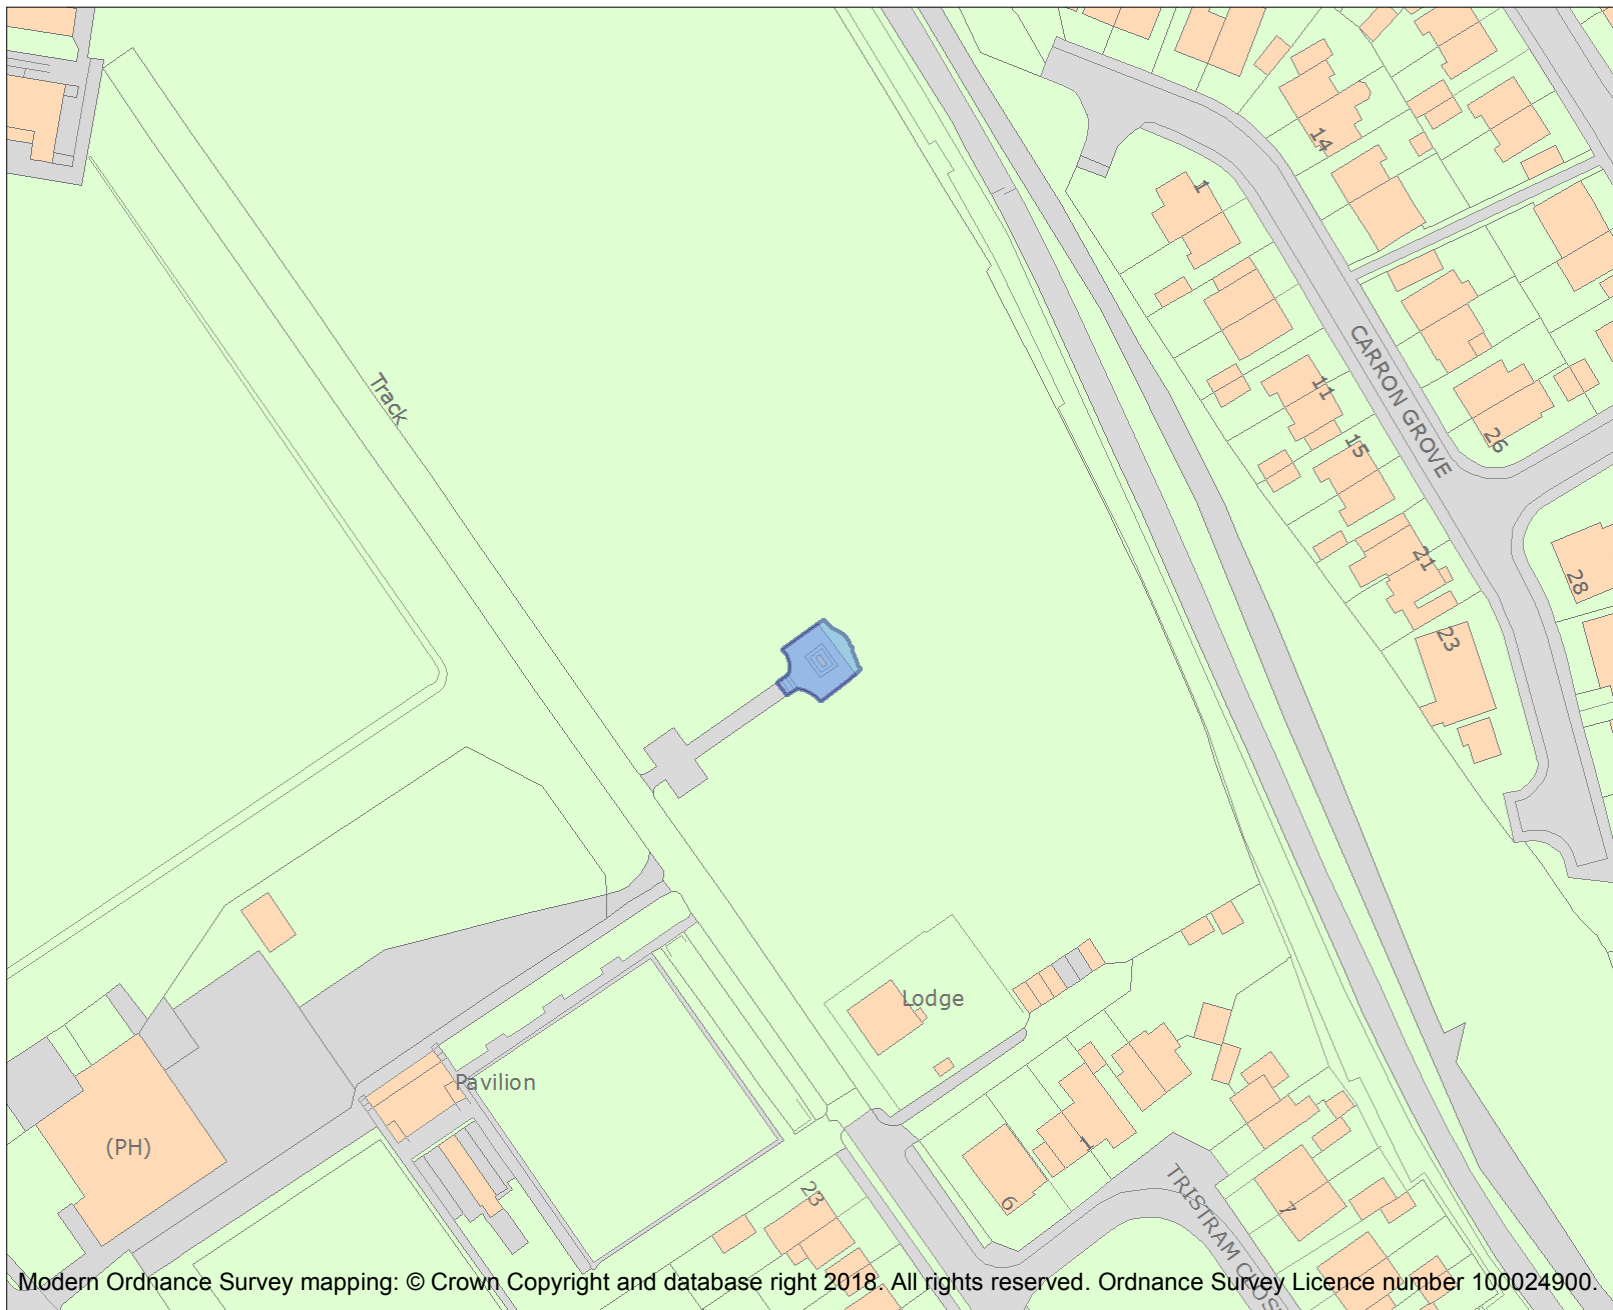 14
1
Track
CARRON GROVE
11
15
26
21
28
23
Lodge
Pavilion
(PH)
1
6
23
7
TRISTRAM CLOS
Modern Ordnance Survey mapping: © Crown Copyright and database right 2018. All rights reserved. Ordnance Survey Licence number 100024900.